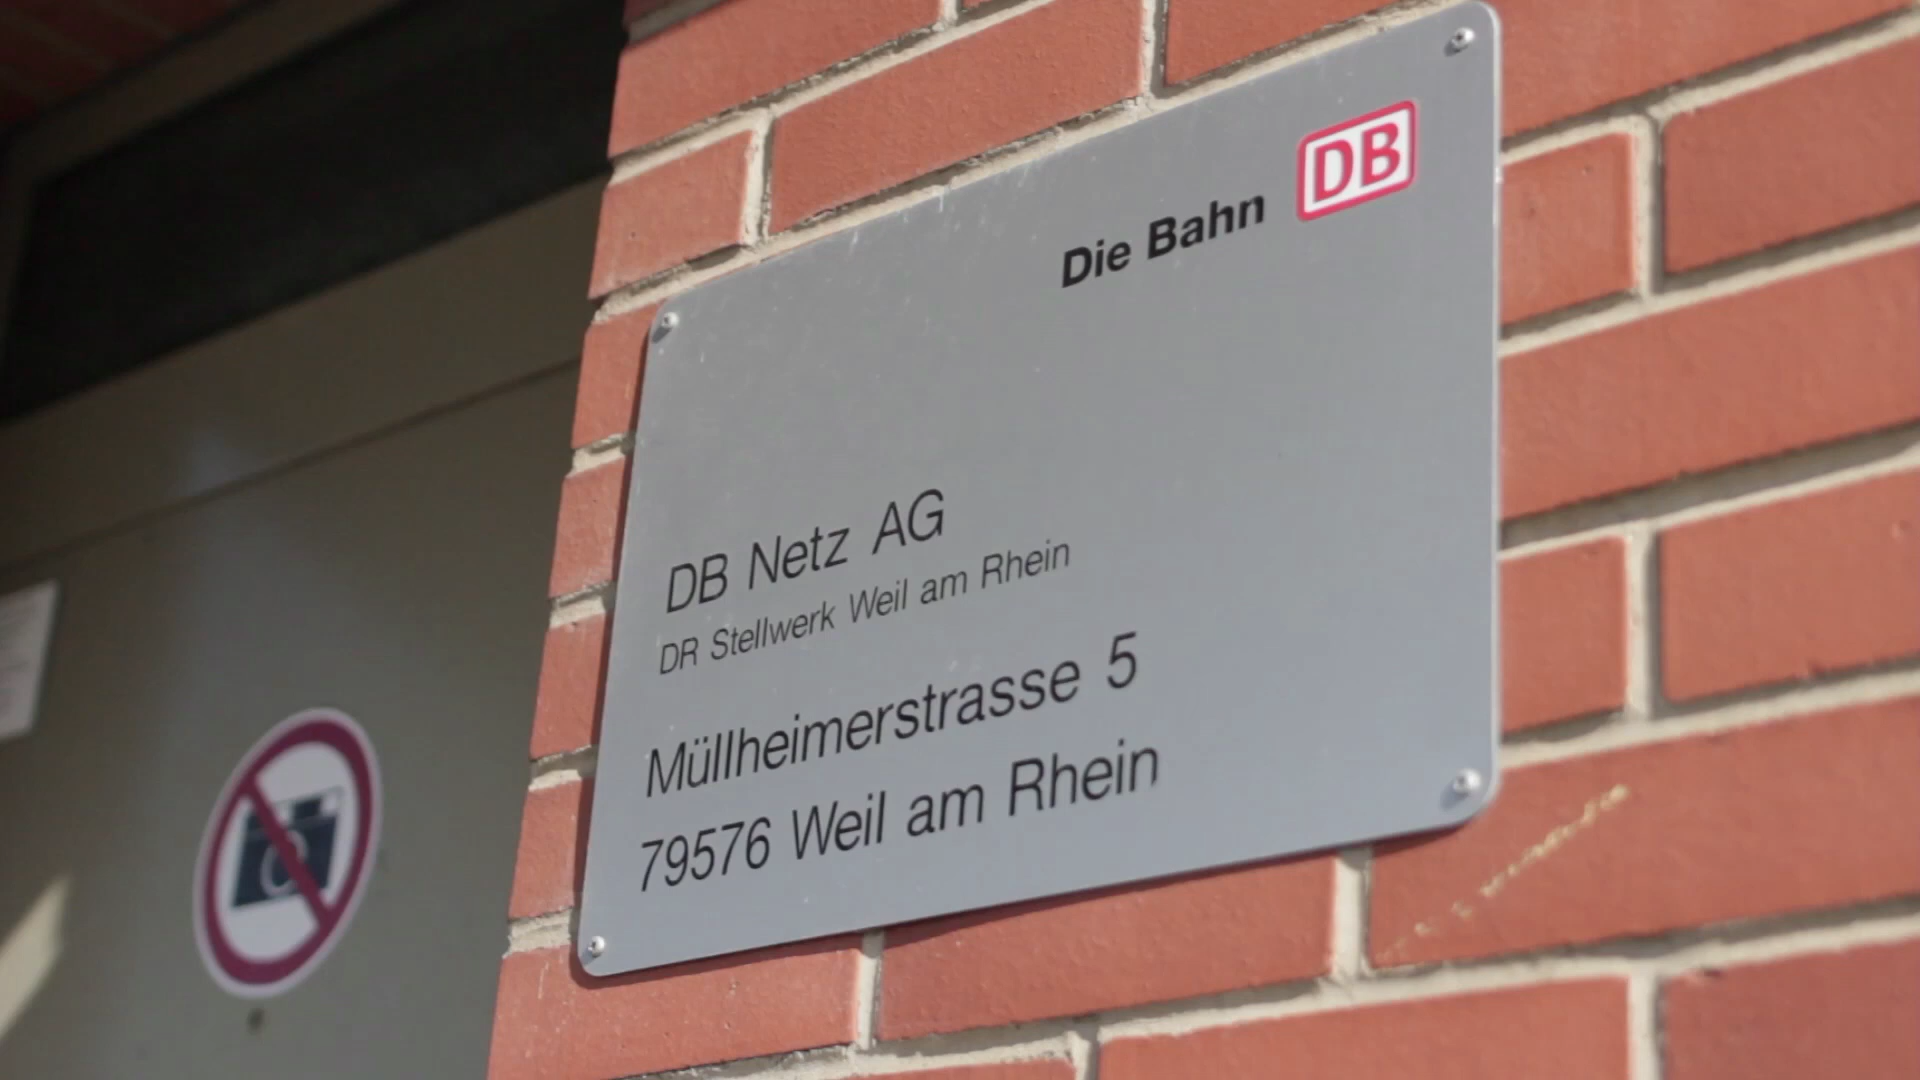 Die Bahn DB
DB Netz AG
DR Stellwerk Weil am Rhein
Müllheimerstrasse 5
79576 Weil am Rhein